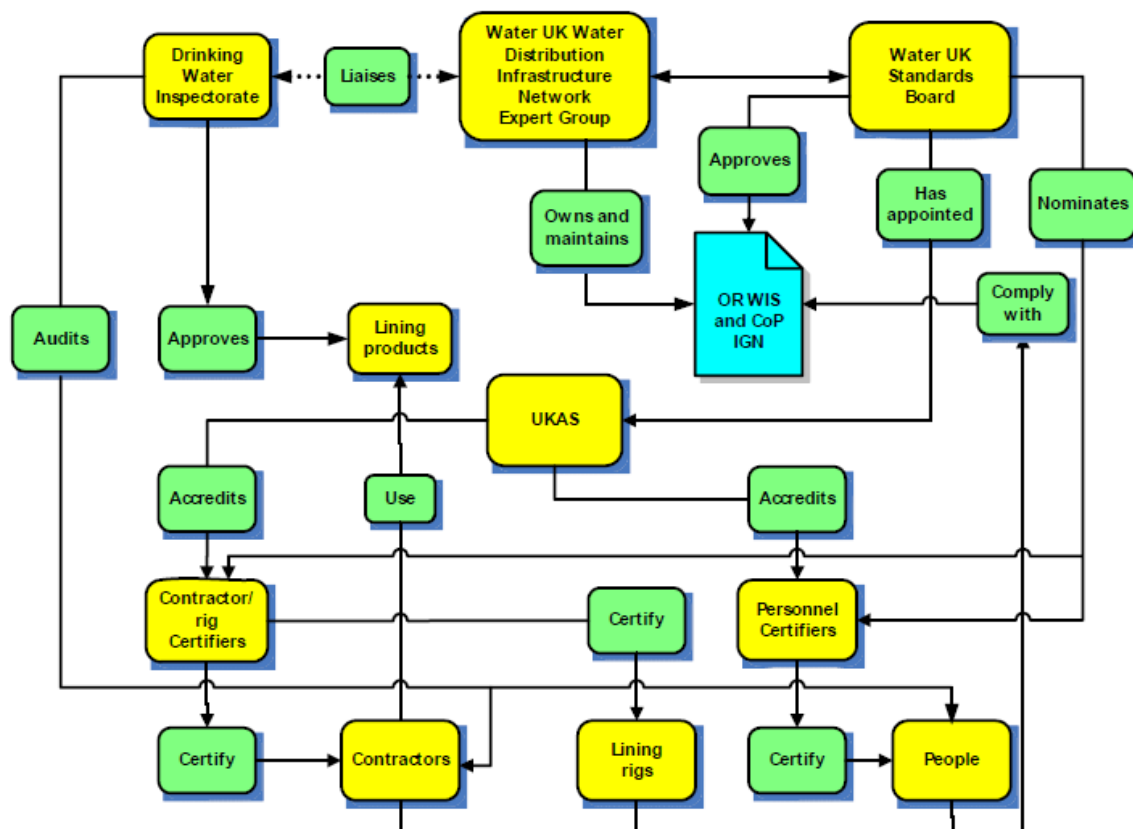 Drinking
Water
Inspectorate
Liaises
Water UK Water
Distribution
Infrastructure
Network
Expert Group
Water UK
Standards
Board
Approves
Has
appointed
Nominates
Owns and
maintains
OR WIS
and CoP
IGN
Comply
with
Audits
Approves
Lining
products
UKAS
Accredits
Use
Accredits
Contractor/
rig
Certifiers
Certify
Personnel
Certifiers
Certify
Contractors
Lining
rigs
Certify
People